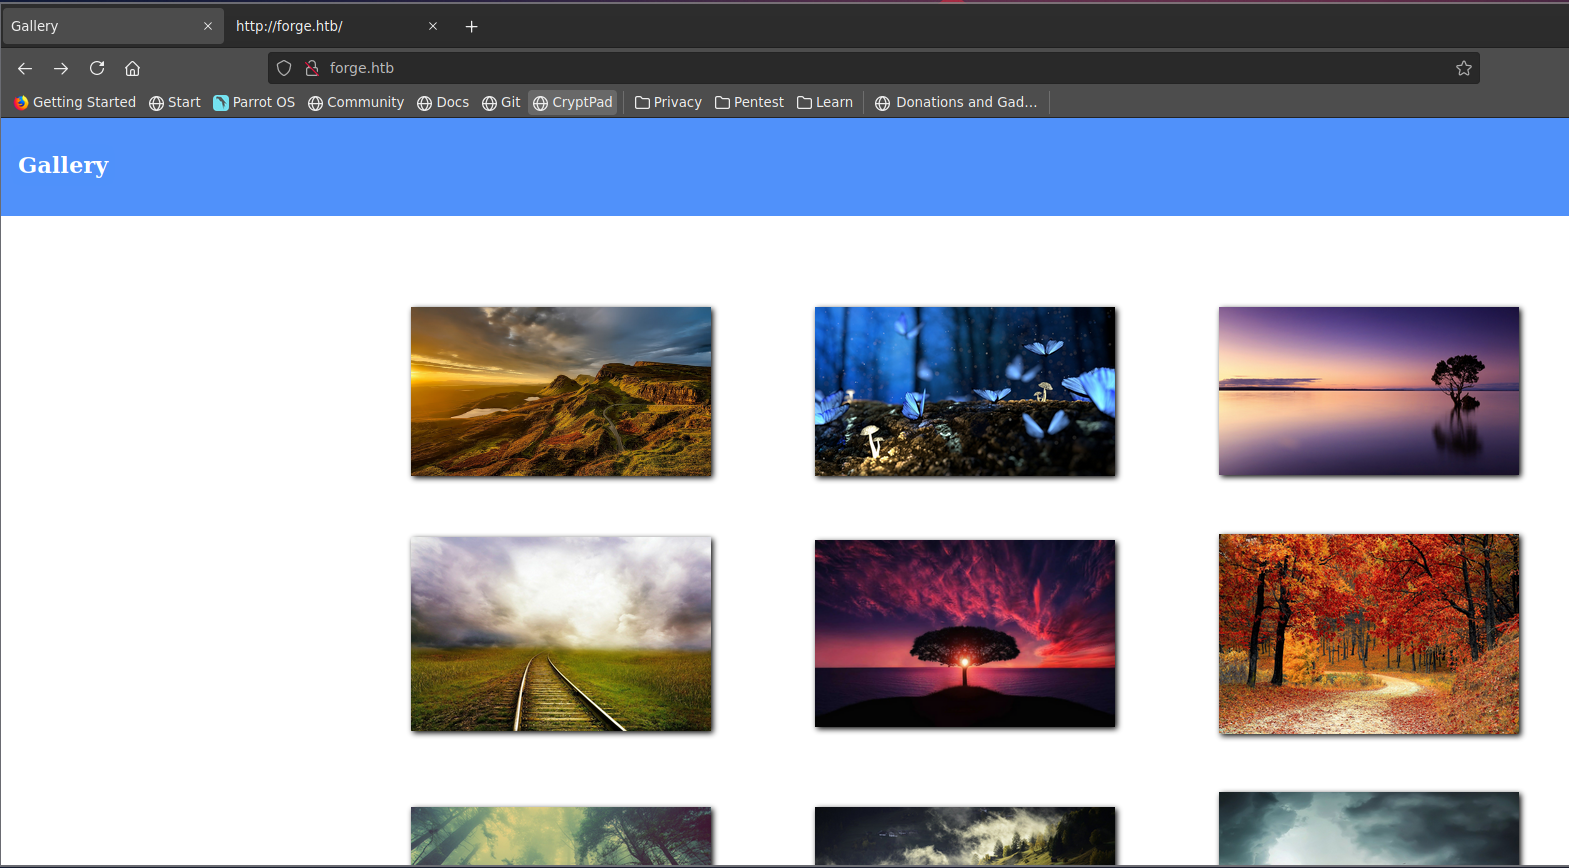 Gallery http://forge.htb/
forge.htb
Getting Started Start Parrot OS Community Docs Git CryptPad Privacy Pentest Learn Donations and Gad...
Gallery